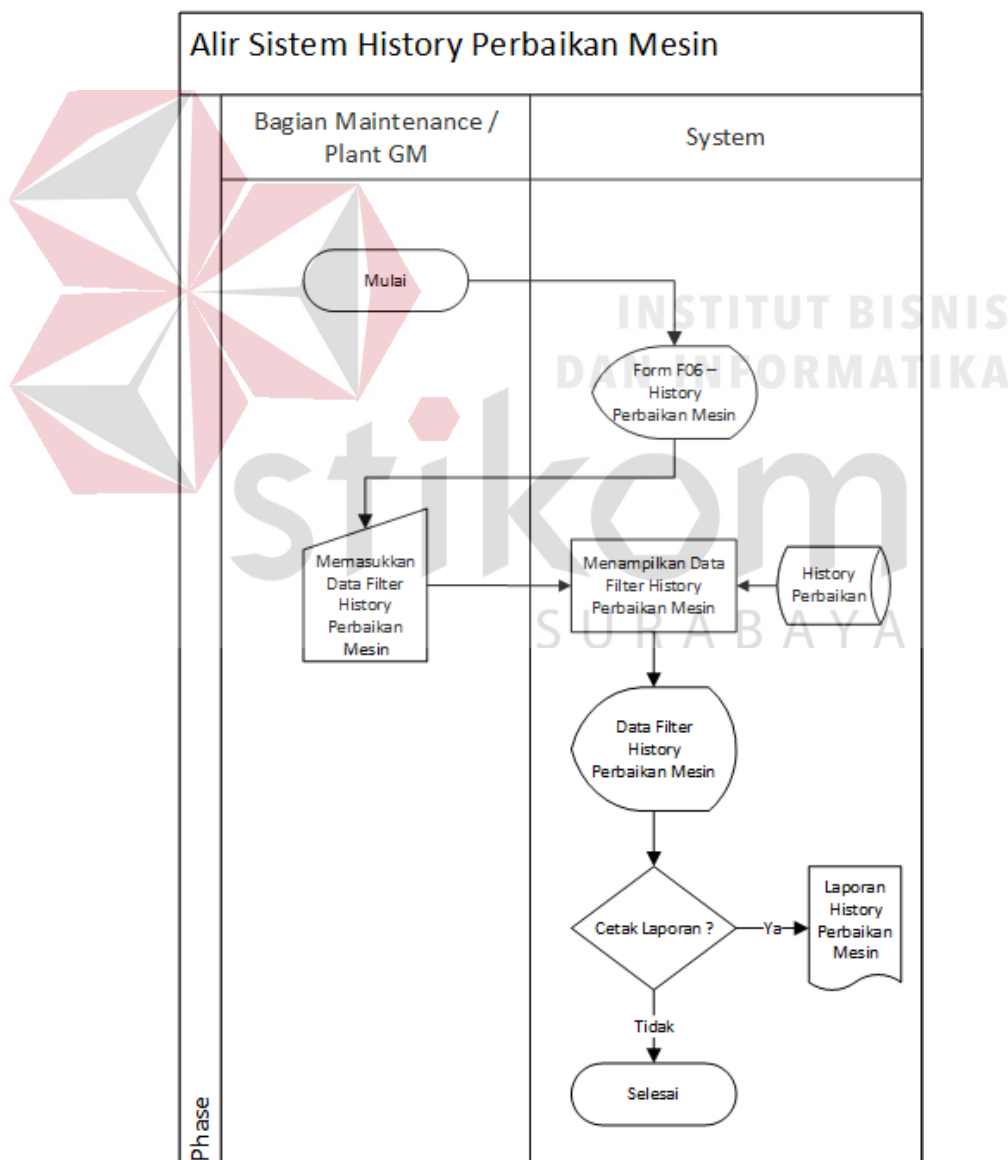 Alir Sistem History Perbaikan Mesin
Bagian Maintenance /
Plant GM
System
Mulai
INSTITUT BISNIS
DAN INFORMATIKA
Form F06 –
History
Perbaikan Mesin
stikom
SURABAYA
Memasukkan
Data Filter
History
Perbaikan
Mesin
Menampilkan Data
Filter History
Perbaikan Mesin
History
Perbaikan
Data Filter
History
Perbaikan Mesin
Cetak Laporan ?
Ya
Laporan
History
Perbaikan
Mesin
Tidak
Selesai
Phase